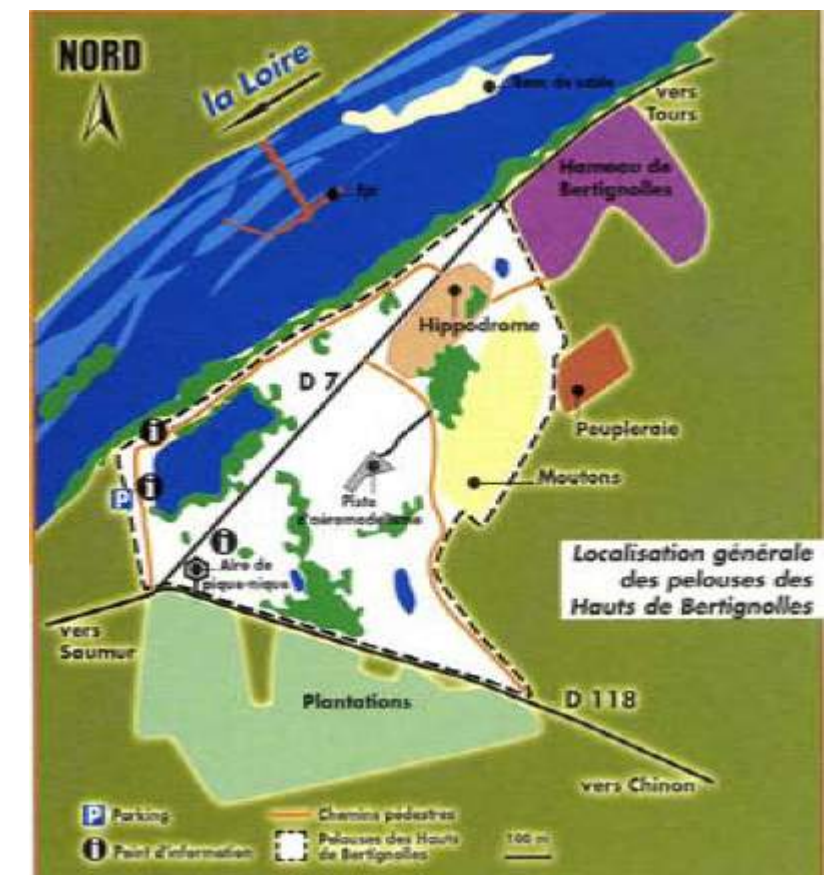 NORD
la Loire
Banc de sable
vers
Tours
Hameau de
Bertignolles
Epi
Hippodrome
D 7
Peupleraie
Moutons
Piste
d'aéromodélisme
Aire de
pique-nique
Localisation générale
des pelouses des
Hauts de Bertignolles
vers
Saumur
Plantations
D 118
vers Chinon
P Parking
i Point d'information
Chemins pédestres
Pelouses des Hauts
de Bertignolles
100 m